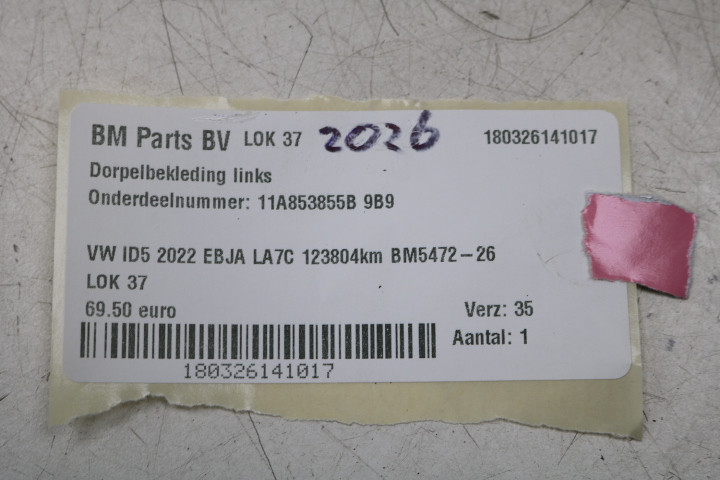 BM Parts BV LOK 37 2026 180326141017
Dorpelbekleding links
Onderdeelnummer: 11A853855B 9B9
VW ID5 2022 EBJA LA7C 123804km BM5472-26
LOK 37
69.50 euro Verz: 35
Aantal: 1
180326141017